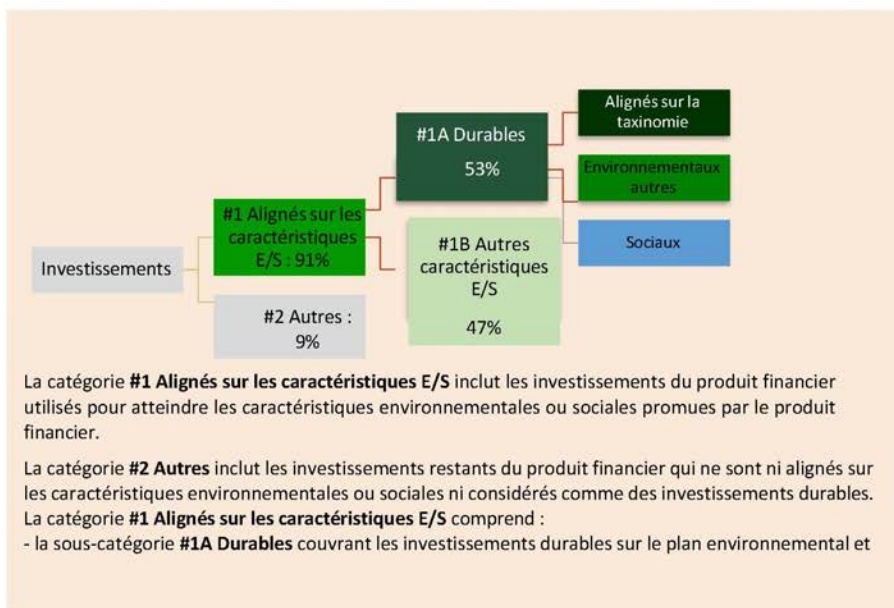 Investissements
#1 Alignés sur les
caractéristiques
E/S : 91%
#2 Autres :
9%
#1A Durables
53%
#1B Autres
caractéristiques
E/S
47%
Alignés sur la
taxinomie
Environnementaux
autres
Sociaux
La catégorie #1 Alignés sur les caractéristiques E/S inclut les investissements du produit financier
utilisés pour atteindre les caractéristiques environnementales ou sociales promues par le produit
financier.
La catégorie #2 Autres inclut les investissements restants du produit financier qui ne sont ni alignés sur
les caractéristiques environnementales ou sociales ni considérés comme des investissements durables.
La catégorie #1 Alignés sur les caractéristiques E/S comprend :
- la sous-catégorie #1A Durables couvrant les investissements durables sur le plan environnemental et